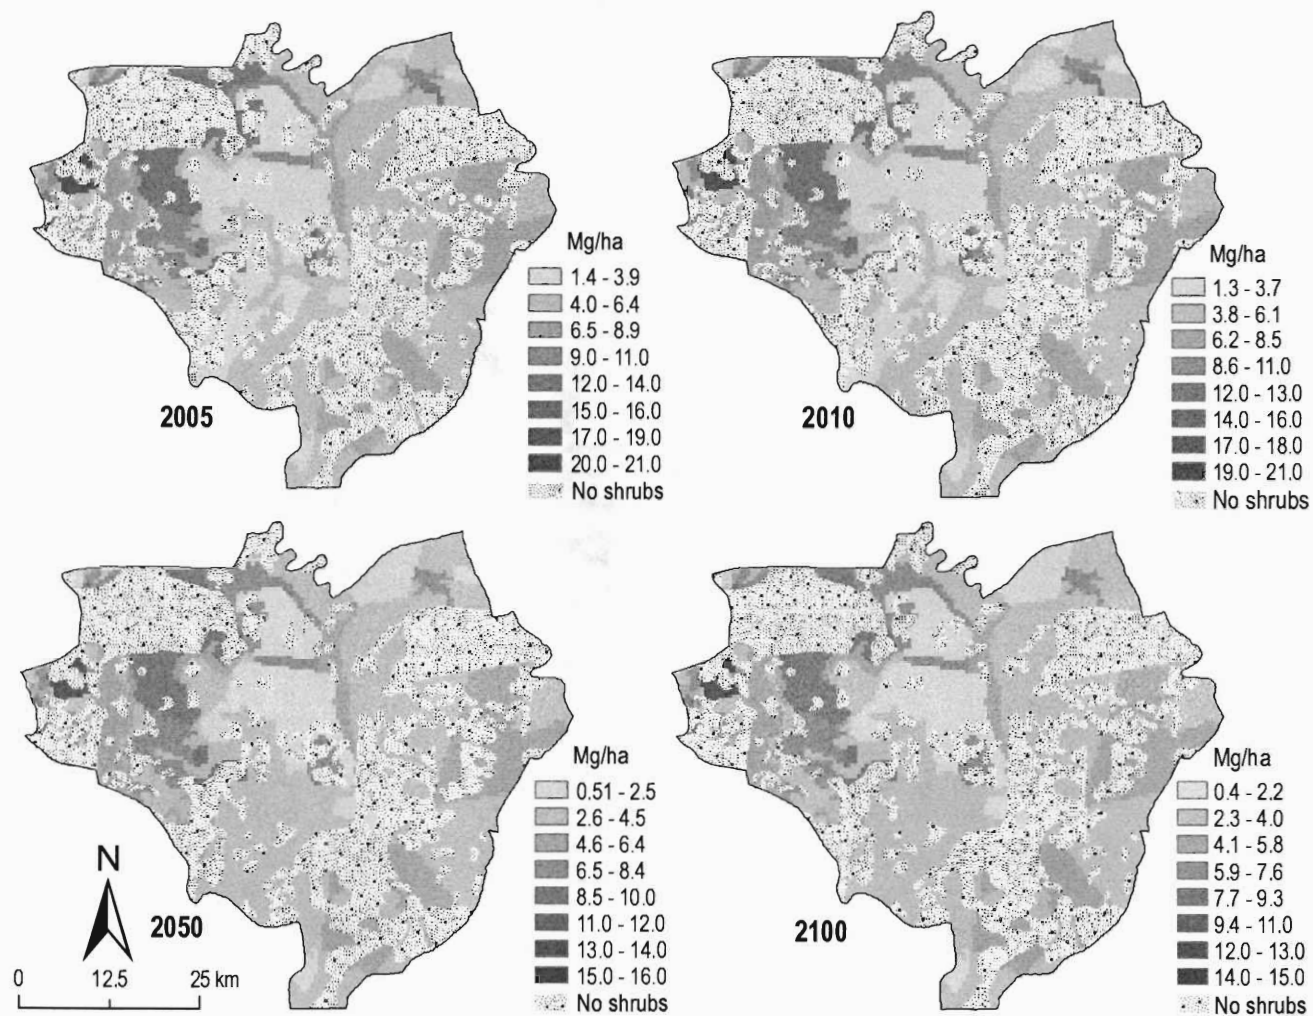 Mg/ha
1.4 - 3.9
4.0 - 6.4
6.5 - 8.9
9.0 - 11.0
12.0 - 14.0
15.0 - 16.0
17.0 - 19.0
20.0 - 21.0
No shrubs
2005
Mg/ha
1.3 - 3.7
3.8 - 6.1
6.2 - 8.5
8.6 - 11.0
12.0 - 13.0
14.0 - 16.0
17.0 - 18.0
19.0 - 21.0
No shrubs
2010
Mg/ha
0.51 - 2.5
2.6 - 4.5
4.6 - 6.4
6.5 - 8.4
8.5 - 10.0
11.0 - 12.0
13.0 - 14.0
15.0 - 16.0
No shrubs
N
2050
0 12.5 25 km
Mg/ha
0.4 - 2.2
2.3 - 4.0
4.1 - 5.8
5.9 - 7.6
7.7 - 9.3
9.4 - 11.0
12.0 - 13.0
14.0 - 15.0
No shrubs
2100